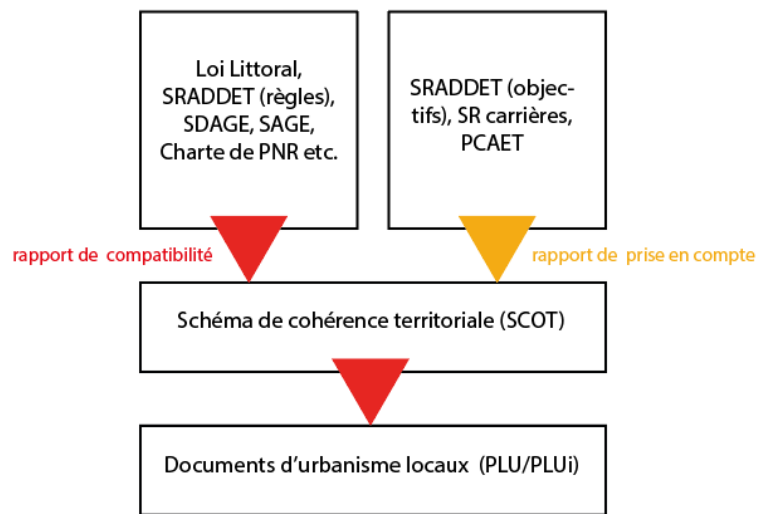 Loi Littoral,
SRADDET (règles),
SDAGE, SAGE,
Charte de PNR etc.
SRADDET (objec-
tifs), SR carrières,
PCAET
rapport de compatibilité
rapport de prise en compte
Schéma de cohérence territoriale (SCOT)
Documents d'urbanisme locaux (PLU/PLUi)